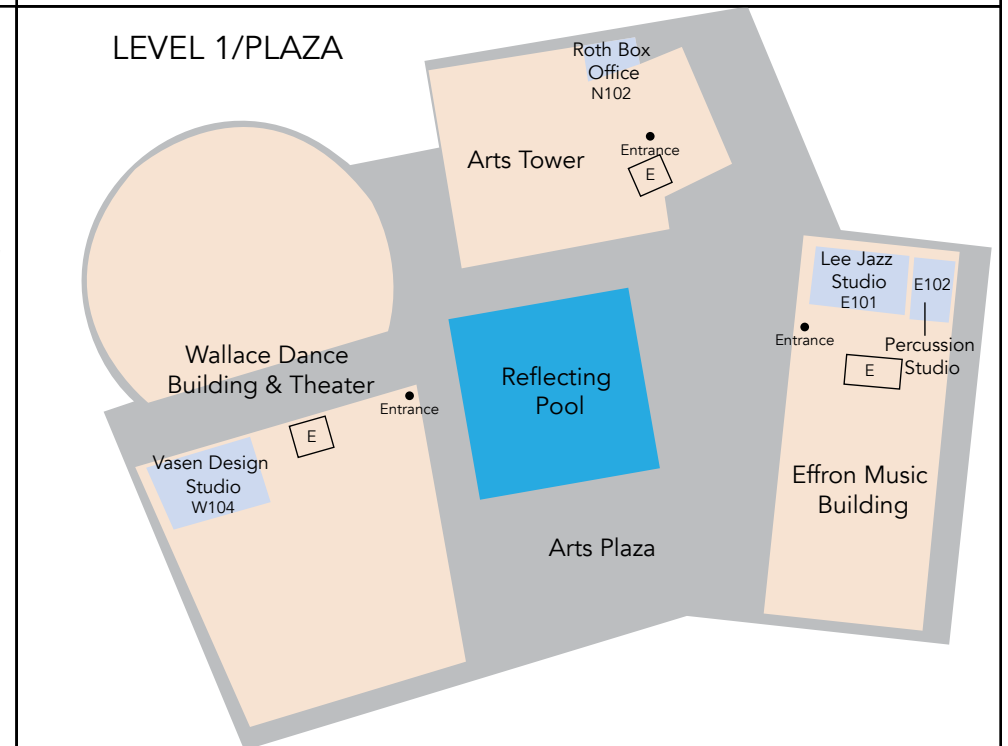 LEVEL 1/PLAZA
Roth Box
Office
N102
Entrance
E
Arts Tower
Lee Jazz
Studio
E101
E102
Entrance
Percussion
Studio
E
Effron Music
Building
Wallace Dance
Building & Theater
Entrance
E
Vasen Design
Studio
W104
Reflecting
Pool
Arts Plaza